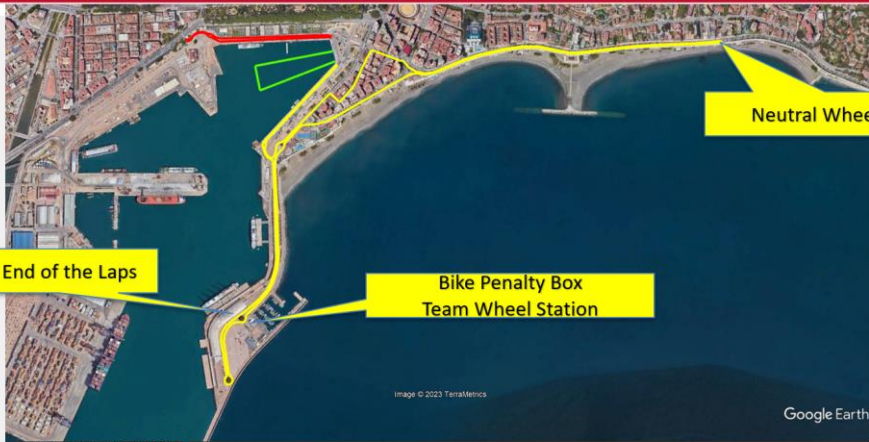 Neutral Whee
End of the Laps
Bike Penalty Box
Team Wheel Station
Image © 2023 TerraMetrics
Google Earth